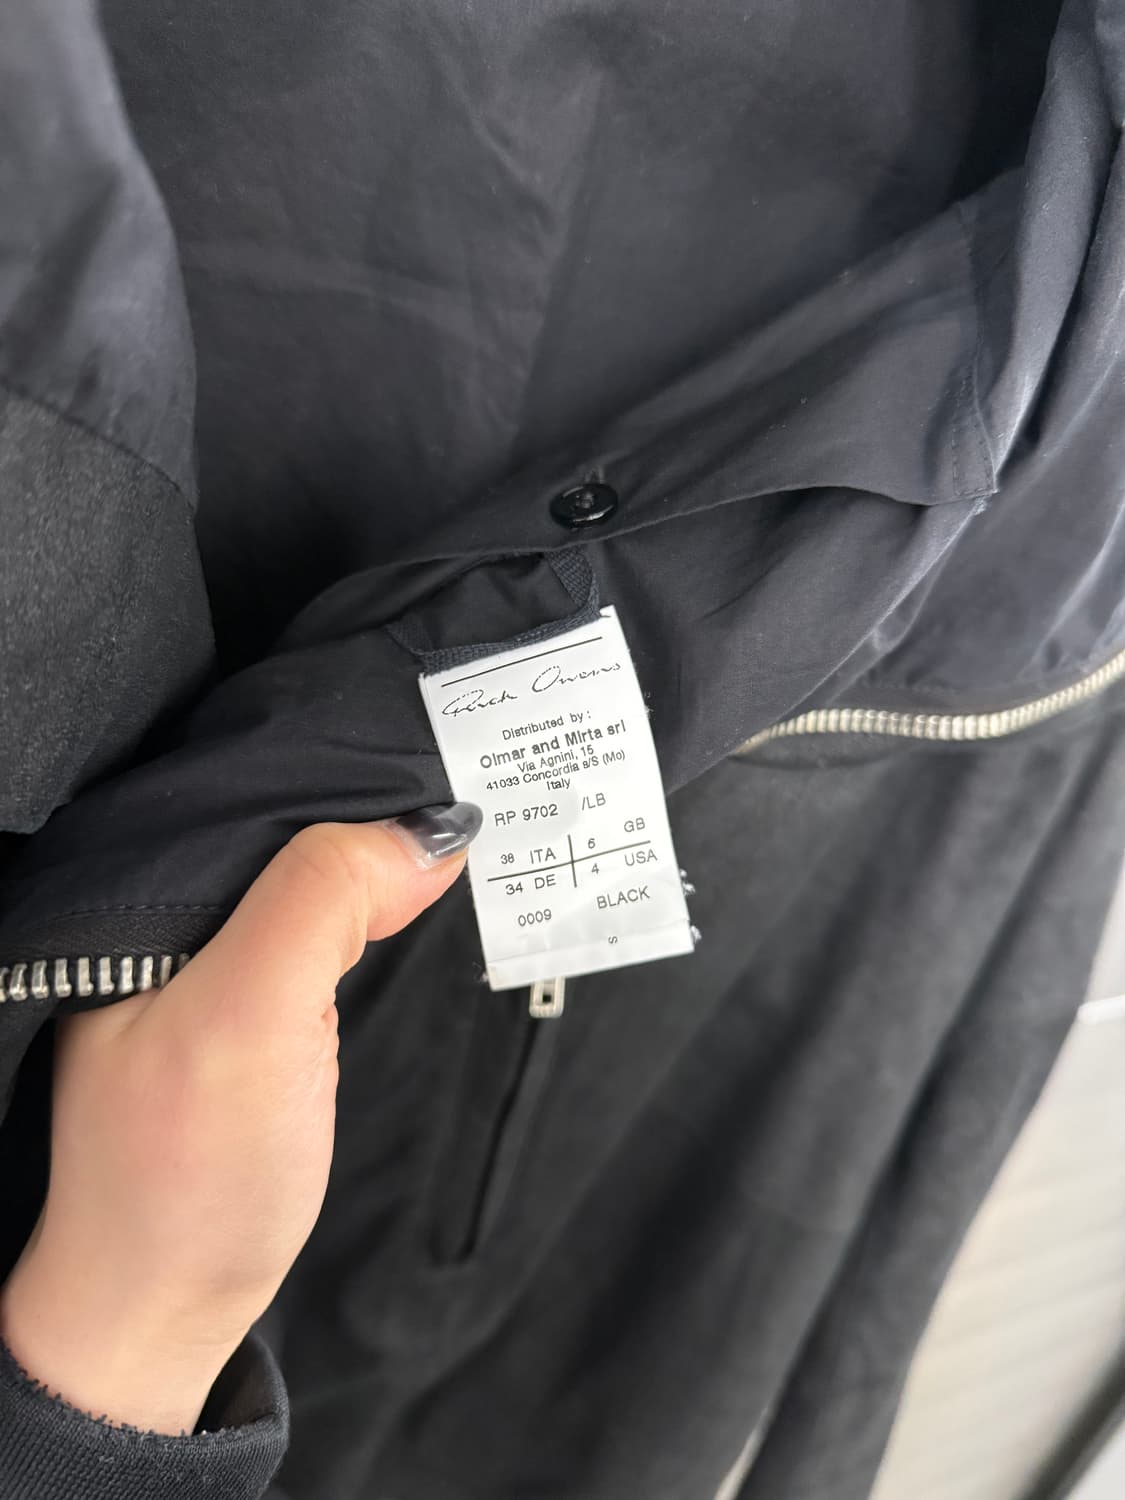 Rick Owens
Distributed by:
Olmar and Mirta srl
Via Agnini, 15
41033 Concordia s/S (Mo)
Italy
RP 9702 /LB
38 ITA 6 GB
34 DE 4 USA
0009 BLACK
S